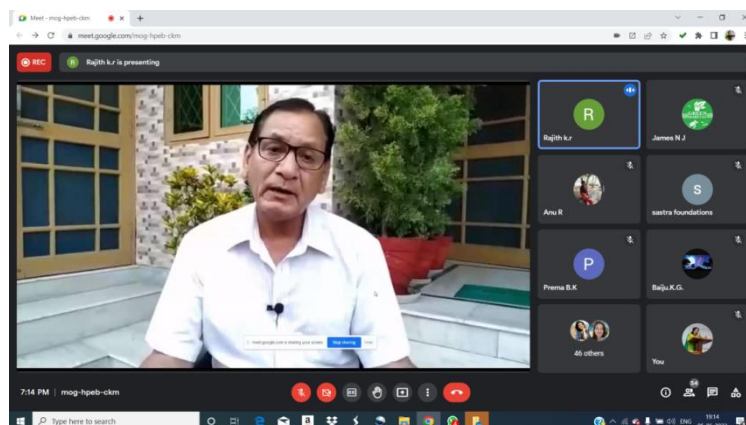 Meet - mog-hpeb-ckm
meet.google.com/mog-hpeb-ckm
REC
R
Rajith k.r is presenting
R
Rajith k.r
James N J
Anu R
S
sastra foundations
P
Prema B.K
Baiju.K.G.
46 others
You
meet.google.com is sharing your screen.
Stop sharing
Hide
7:14 PM | mog-hpeb-ckm
54
Type here to search
ENG
19:14